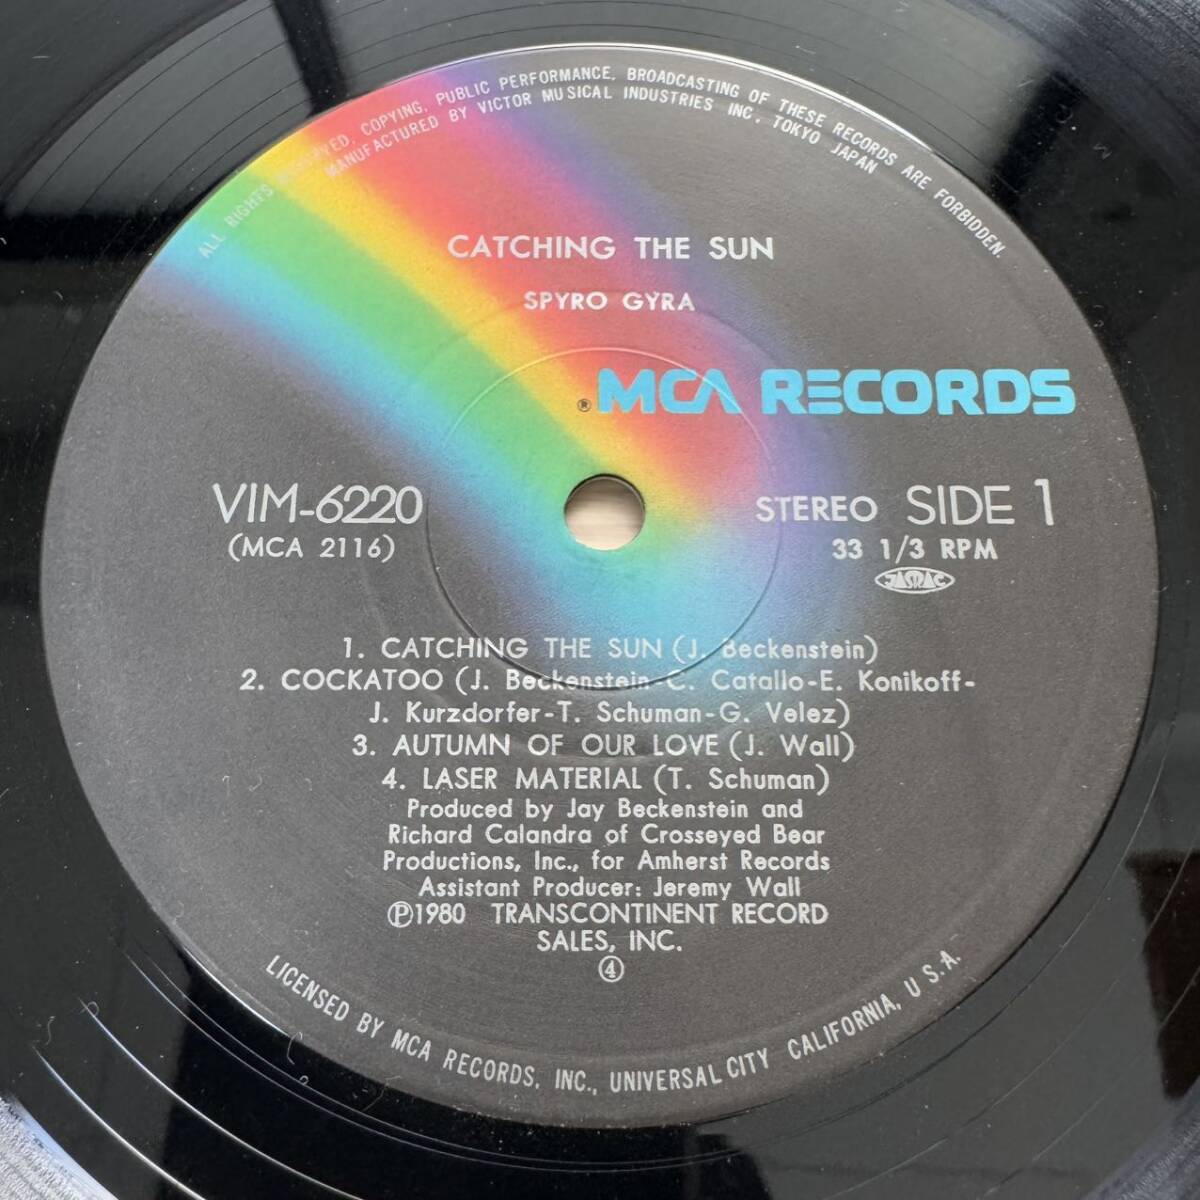 ALL RIGHTS RESERVED, COPYING, PUBLIC PERFORMANCE, BROADCASTING OF THESE RECORDS ARE FORBIDDEN.
MANUFACTURED BY VICTOR MUSICAL INDUSTRIES INC, TOKYO JAPAN
CATCHING THE SUN
SPYRO GYRA
® MCA RECORDS
VIM-6220
(MCA 2116)
STEREO SIDE 1
33 1/3 RPM
JASRAC
1. CATCHING THE SUN (J. Beckenstein)
2. COCKATOO (J. Beckenstein-C. Catallo-E. Konikoff-
J. Kurzdorfer-T. Schuman-G. Velez)
3. AUTUMN OF OUR LOVE (J. Wall)
4. LASER MATERIAL (T. Schuman)
Produced by Jay Beckenstein and
Richard Calandra of Crosseyed Bear
Productions, Inc., for Amherst Records
Assistant Producer: Jeremy Wall
Ⓟ1980 TRANSCONTINENT RECORD
SALES, INC.
④
LICENSED BY MCA RECORDS, INC., UNIVERSAL CITY CALIFORNIA, U.S.A.